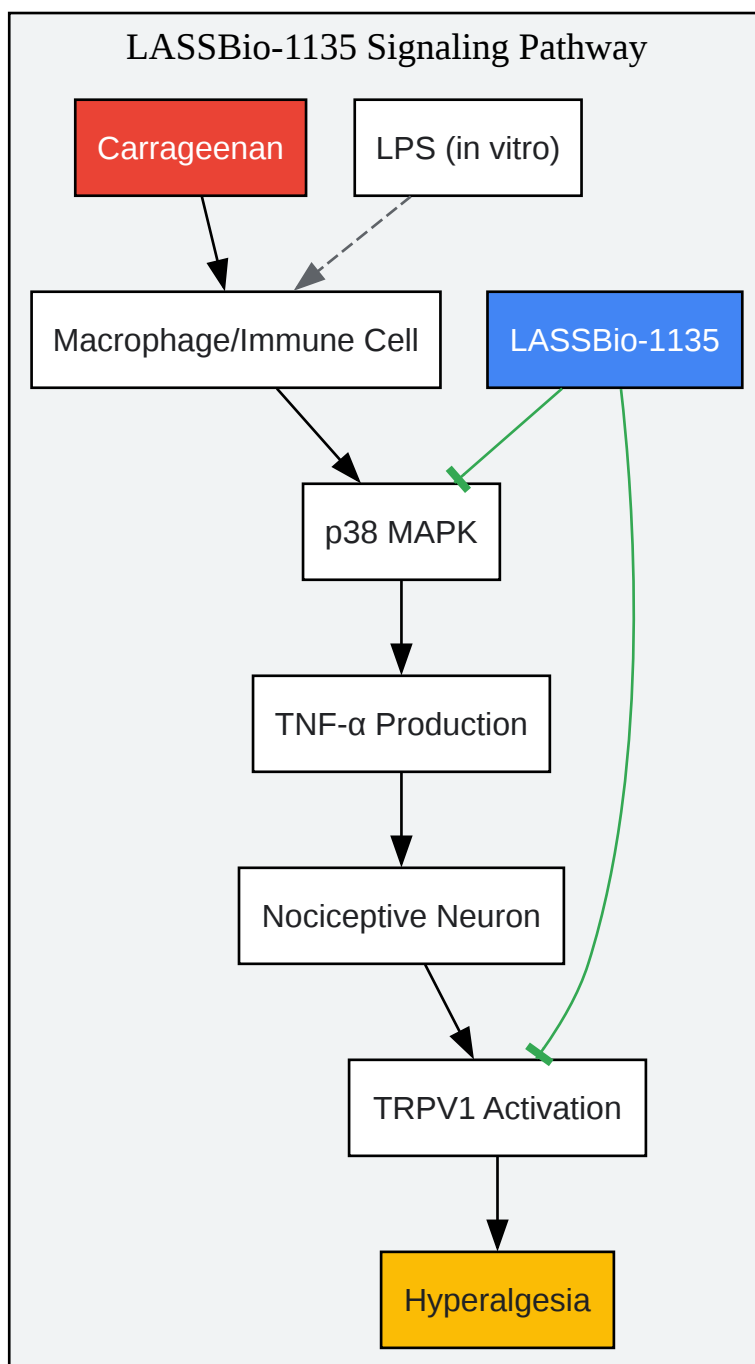 LASSBio-1135 Signaling Pathway
Carrageenan
LPS (in vitro)
Macrophage/Immune Cell
LASSBio-1135
p38 MAPK
TNF-α Production
Nociceptive Neuron
TRPV1 Activation
Hyperalgesia